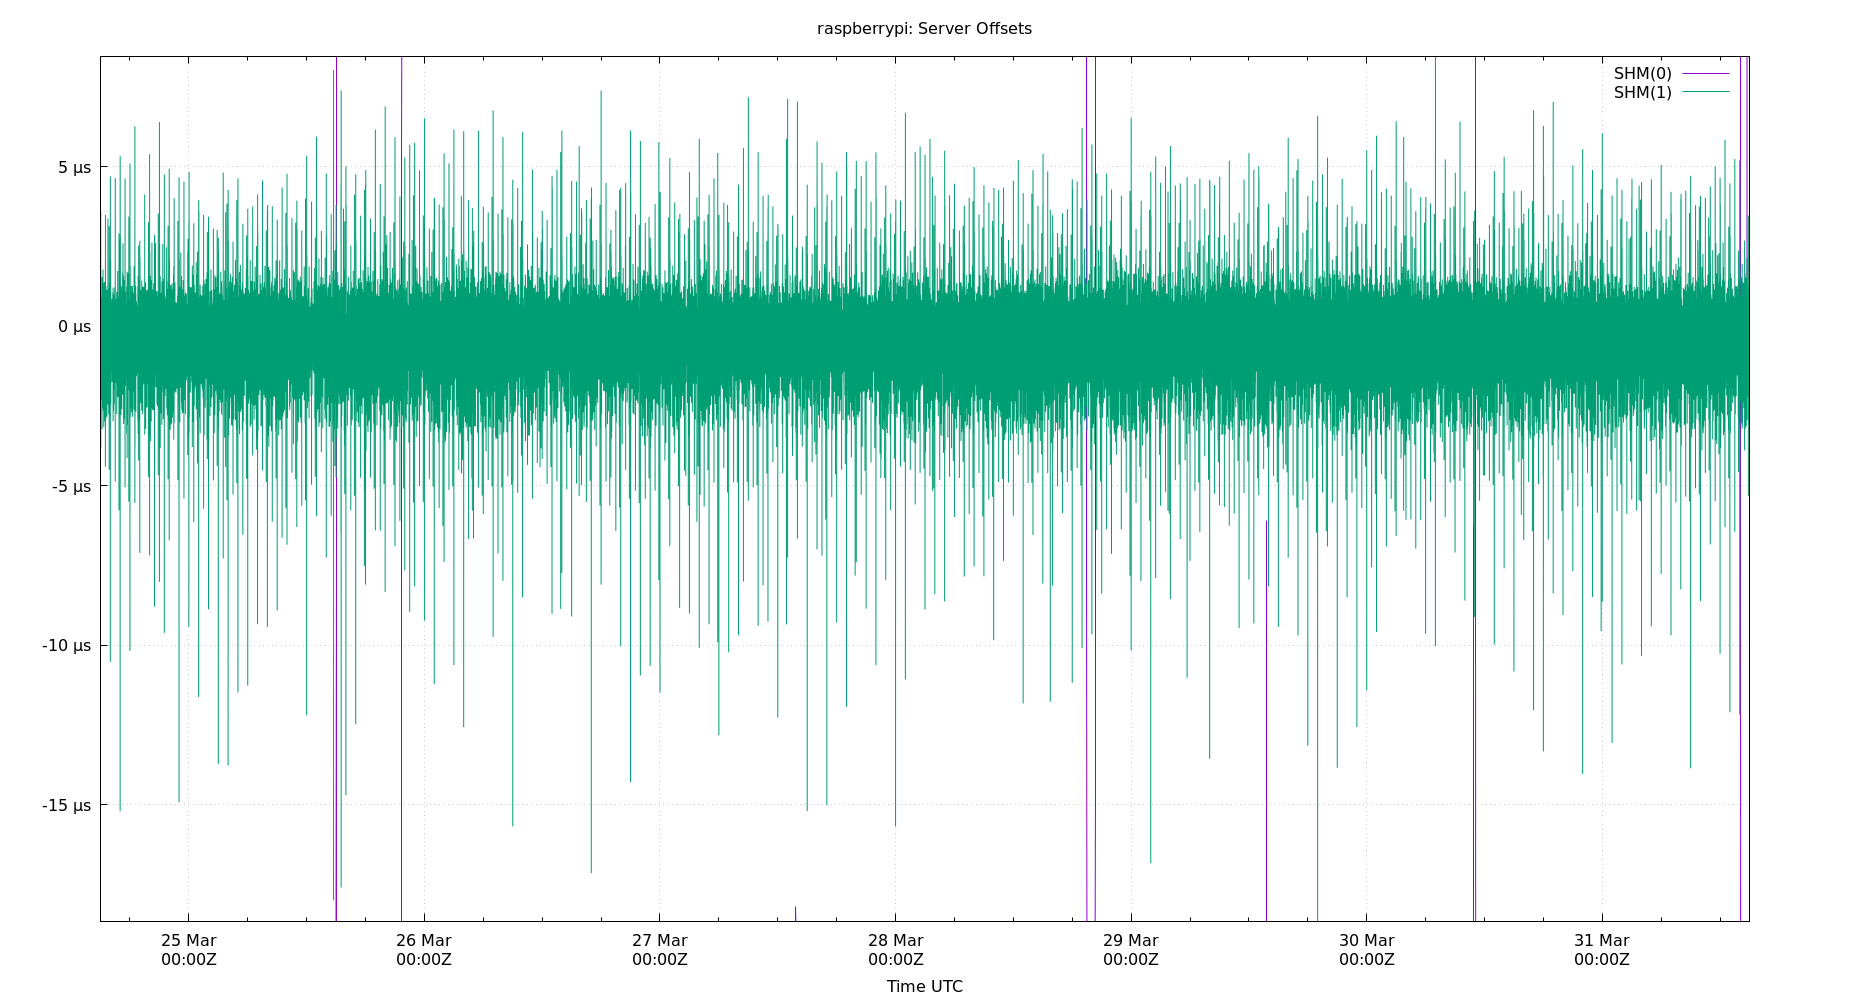 raspberrypi: Server Offsets
SHM(0)
SHM(1)
5 µs
0 µs
-5 µs
-10 µs
-15 µs
25 Mar 26 Mar 27 Mar 28 Mar 29 Mar 30 Mar 31 Mar
00:00Z 00:00Z 00:00Z 00:00Z 00:00Z 00:00Z 00:00Z
Time UTC